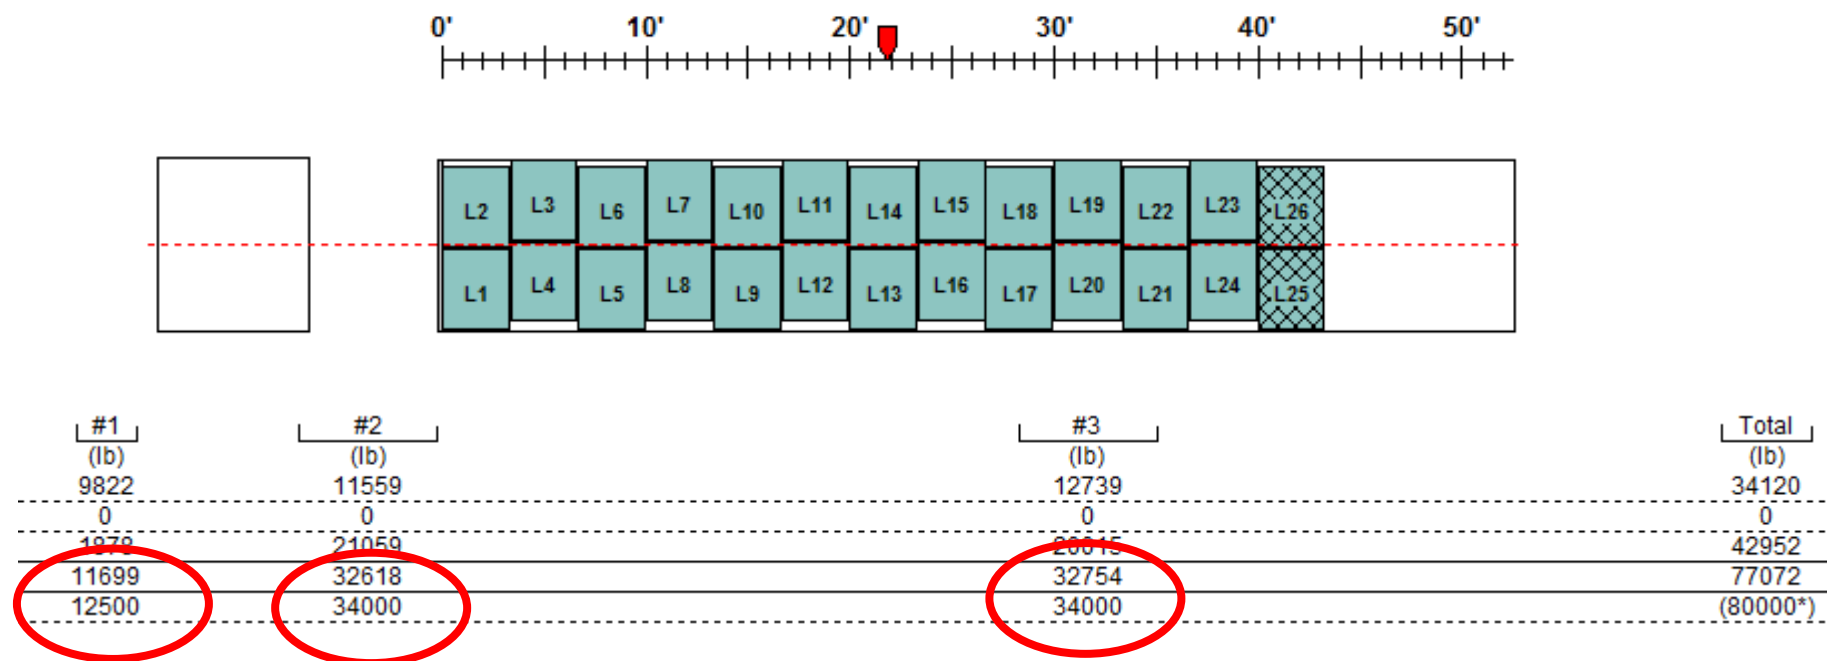 0' 10' 20' 30' 40' 50'
L2 L3 L6 L7 L10 L11 L14 L15 L18 L19 L22 L23 L26
L1 L4 L5 L8 L9 L12 L13 L16 L17 L20 L21 L24 L25
#1 #2 #3 Total
(lb) (lb) (lb) (lb)
9822 11559 12739 34120
0 0 0 0
1878 21059 20015 42952
11699 32618 32754 77072
12500 34000 34000 (80000*)